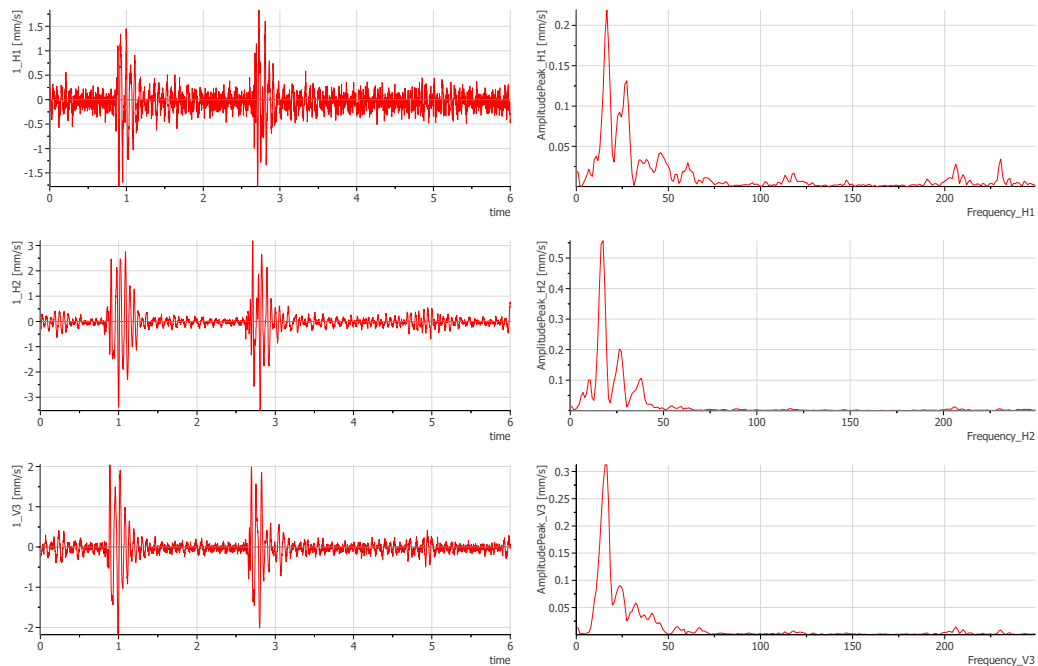 1_H1 [mm/s]
1.5
1
0.5
0
-0.5
-1
-1.5
0 1 2 3 4 5 6
time
AmplitudePeak_H1 [mm/s]
0.2
0.15
0.1
0.05
0 25 50 100 150 200
Frequency_H1
1_H2 [mm/s]
3
2
1
0
-1
-2
-3
0 1 2 3 4 5 6
time
AmplitudePeak_H2 [mm/s]
0.5
0.4
0.3
0.2
0.1
0 25 50 100 150 200
Frequency_H2
1_V3 [mm/s]
2
1
0
-1
-2
0 1 2 3 4 5 6
time
AmplitudePeak_V3 [mm/s]
0.3
0.25
0.2
0.15
0.1
0.05
0 25 50 100 150 200
Frequency_V3